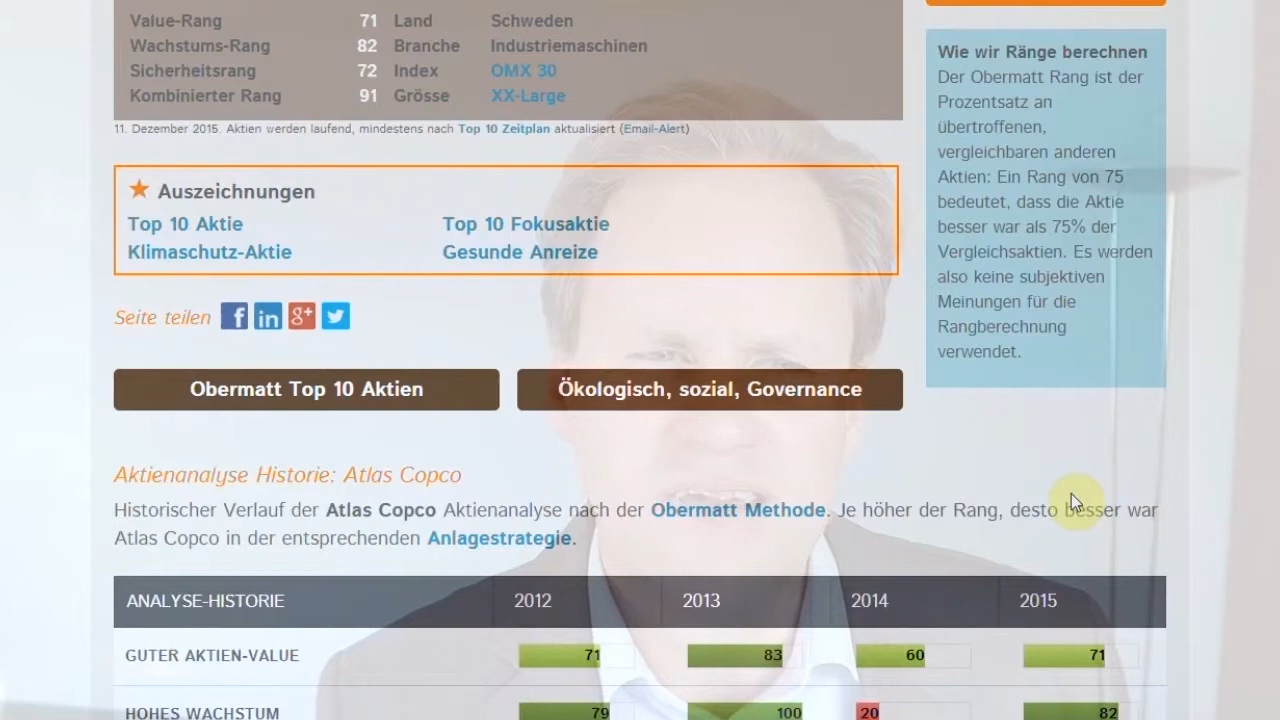 Value-Rang 71 Land Schweden
Wachstums-Rang 82 Branche Industriemaschinen
Sicherheitsrang 72 Index OMX 30
Kombinierter Rang 91 Grösse XX-Large
11. Dezember 2015. Aktien werden laufend, mindestens nach Top 10 Zeitplan aktualisiert (Email-Alert)
Auszeichnungen
Top 10 Aktie Top 10 Fokusaktie
Klimaschutz-Aktie Gesunde Anreize
Seite teilen f in g+
Obermatt Top 10 Aktien Ökologisch, sozial, Governance
Wie wir Ränge berechnen
Der Obermatt Rang ist der
Prozentsatz an
übertroffenen,
vergleichbaren anderen
Aktien: Ein Rang von 75
bedeutet, dass die Aktie
besser war als 75% der
Vergleichsaktien. Es werden
also keine subjektiven
Meinungen für die
Rangberechnung
verwendet.
Aktienanalyse Historie: Atlas Copco
Historischer Verlauf der Atlas Copco Aktienanalyse nach der Obermatt Methode. Je höher der Rang, desto besser war
Atlas Copco in der entsprechenden Anlagestrategie.
ANALYSE-HISTORIE 2012 2013 2014 2015
GUTER AKTIEN-VALUE 71 83 60 71
HOHES WACHSTUM 79 100 20 82